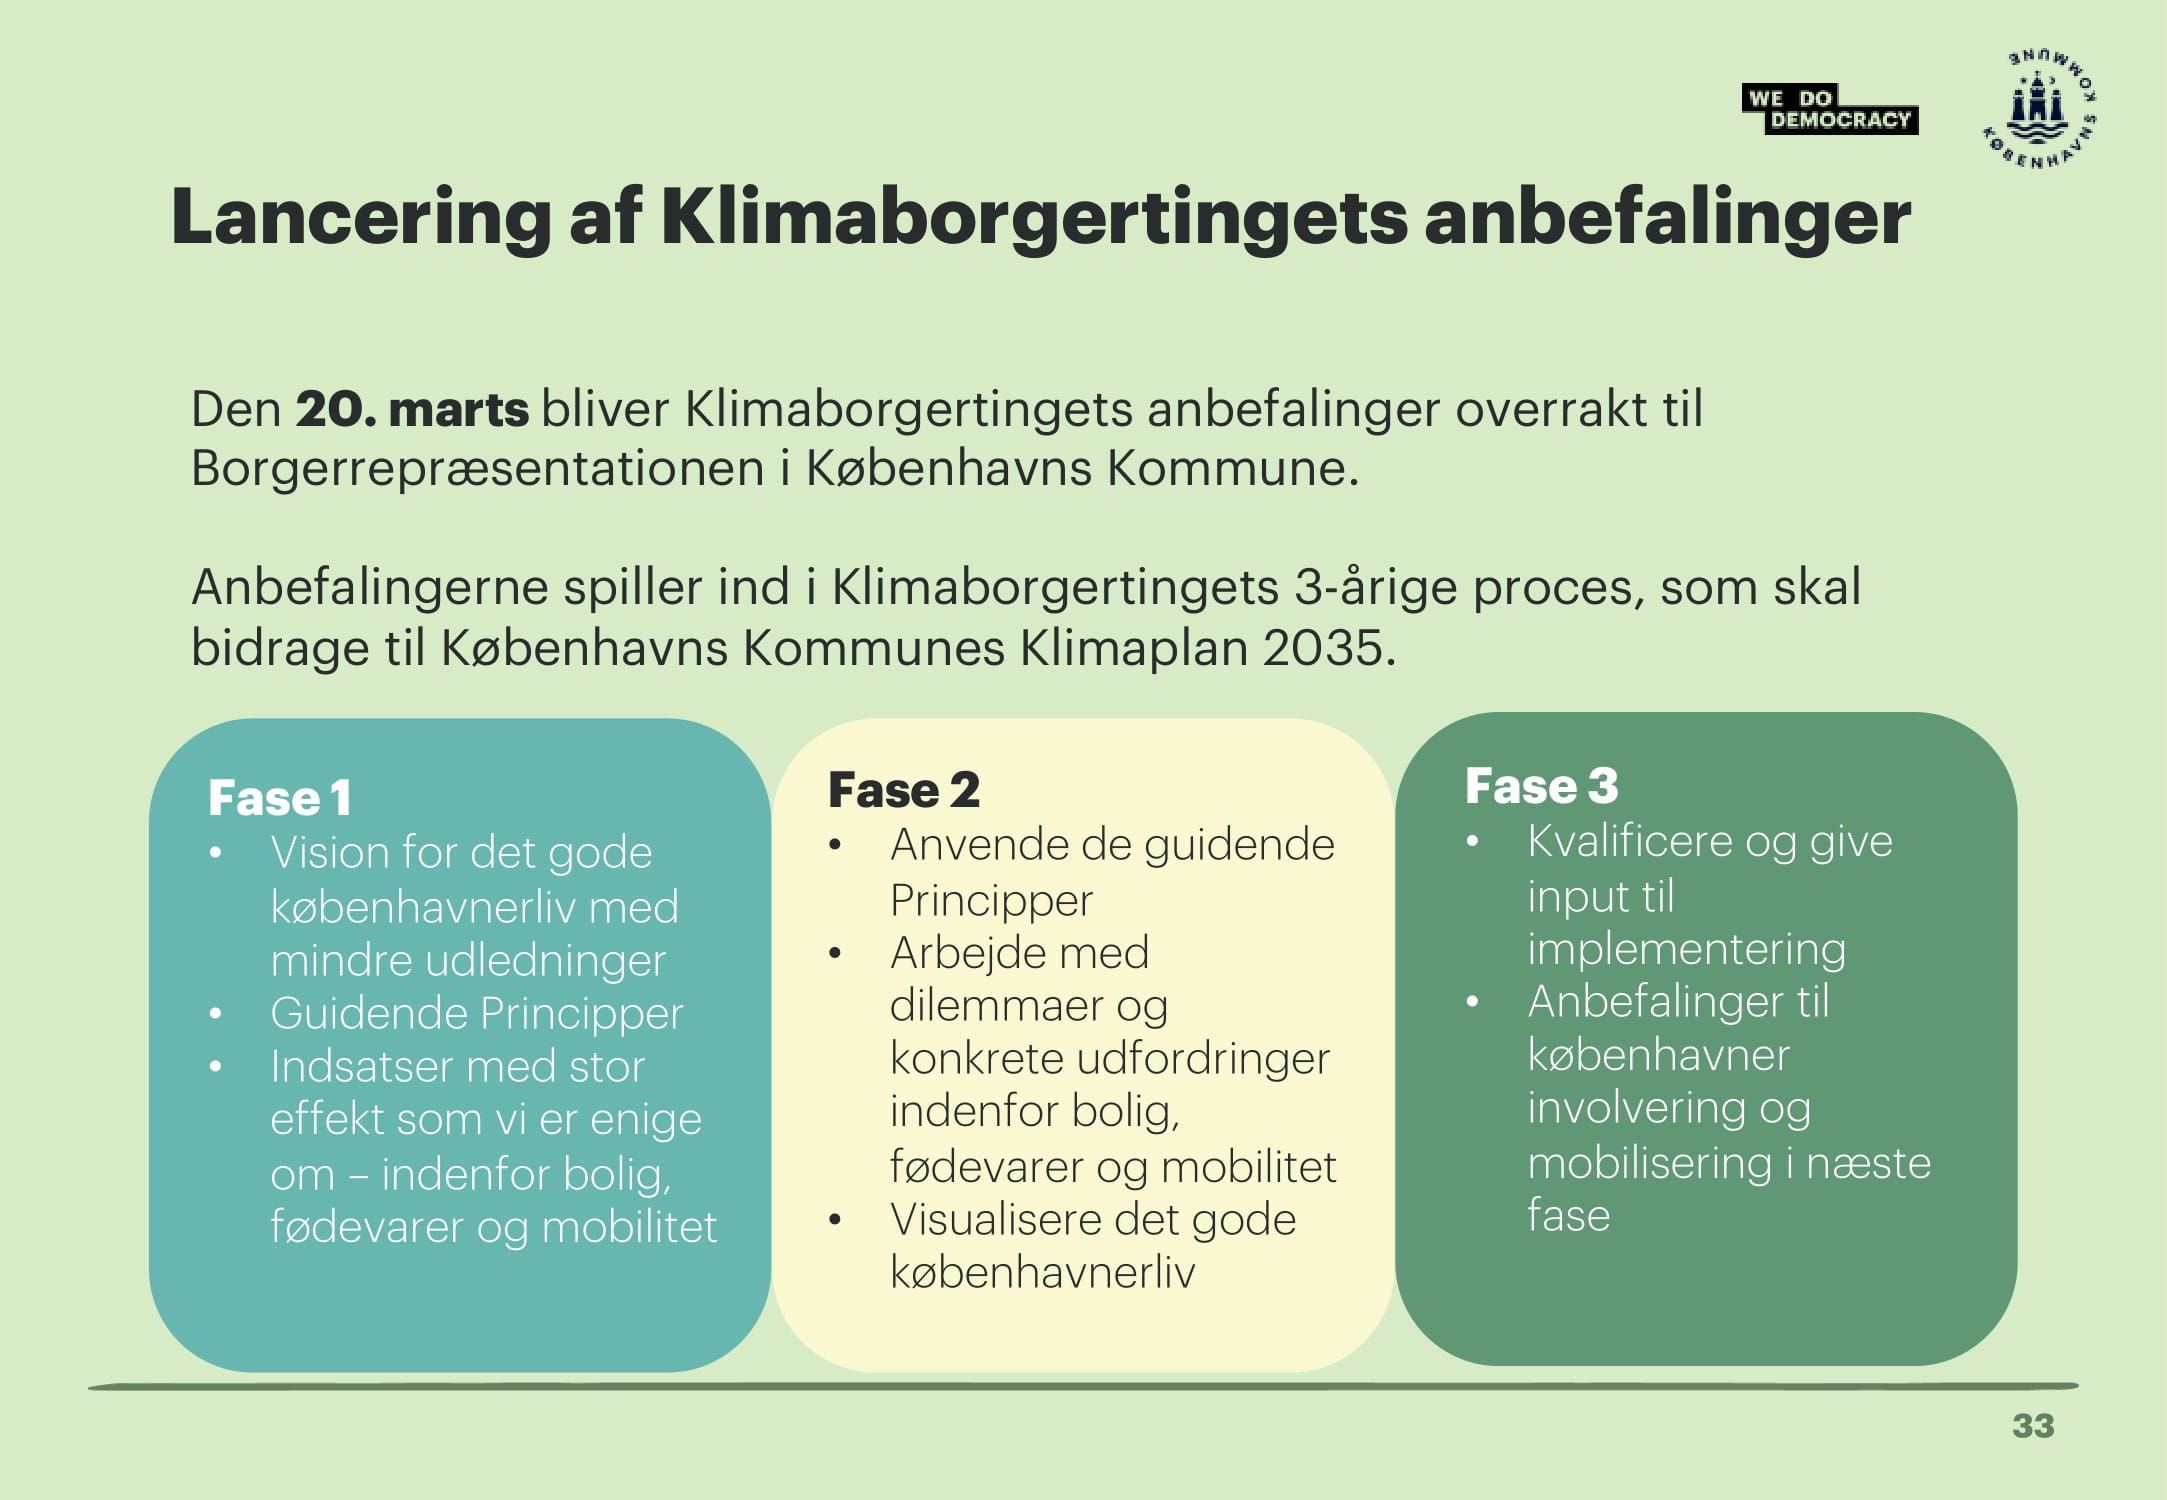 WE DO
DEMOCRACY
KØBENHAVNS KOMMUNE
Lancering af Klimaborgertingets anbefalinger
Den 20. marts bliver Klimaborgertingets anbefalinger overrakt til
Borgerrepræsentationen i Københavns Kommune.
Anbefalingerne spiller ind i Klimaborgertingets 3-årige proces, som skal
bidrage til Københavns Kommunes Klimaplan 2035.
Fase 1
• Vision for det gode
københavnerliv med
mindre udledninger
• Guidende Principper
• Indsatser med stor
effekt som vi er enige
om – indenfor bolig,
fødevarer og mobilitet
Fase 2
• Anvende de guidende
Principper
• Arbejde med
dilemmaer og
konkrete udfordringer
indenfor bolig,
fødevarer og mobilitet
• Visualisere det gode
københavnerliv
Fase 3
• Kvalificere og give
input til
implementering
• Anbefalinger til
københavner
involvering og
mobilisering i næste
fase
33